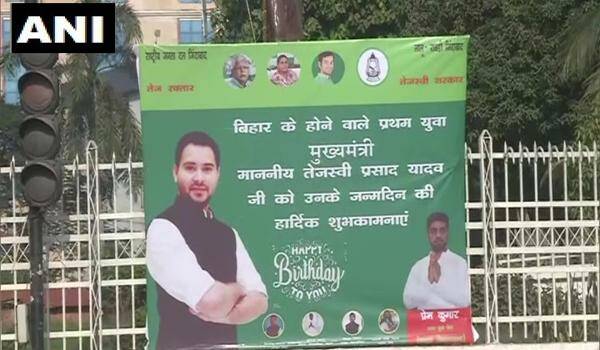 ANI
राष्ट्रीय जनता दल जिंदाबाद
लालू राबड़ी जिंदाबाद
तेज रफ्तार
तेजस्वी सरकार
बिहार के होने वाले प्रथम युवा
मुख्यमंत्री
माननीय तेजस्वी प्रसाद यादव
जी को उनके जन्मदिन की
हार्दिक शुभकामनाएं
HAPPY
Birthday
TO YOU
प्रेम कुमार